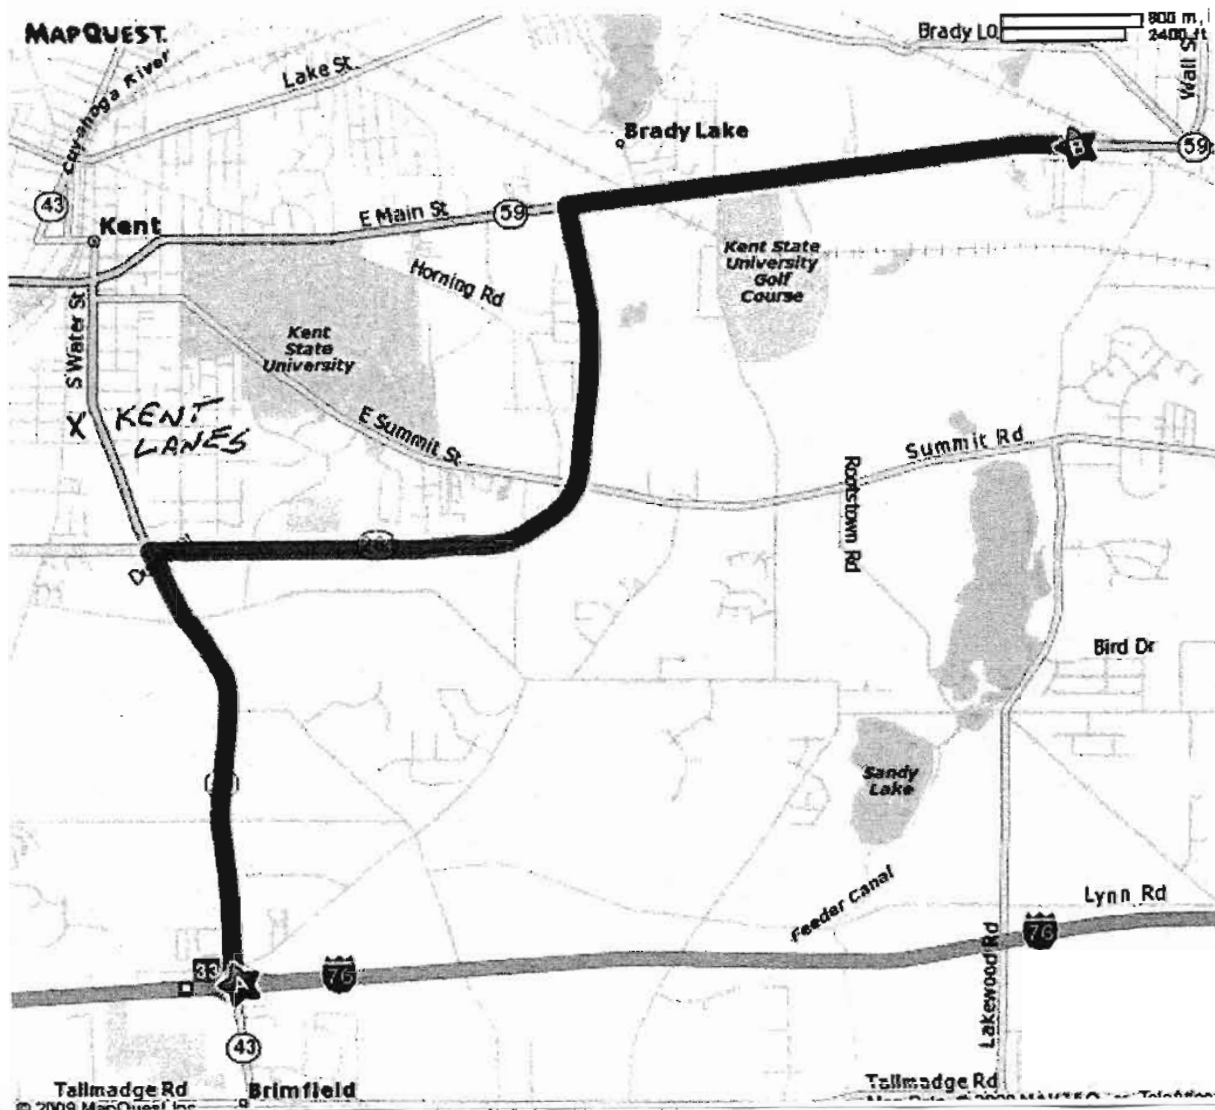 MAPQUEST
Brady Lo
800 m
2400 ft
Lake St
Cuyahoga River
Wall S
Brady Lake
B
59
43
Kent
E Main St
59
Horning Rd
Kent State
University
Golf
Course
Kent
State
University
S Water St
X KENT
LANES
E Summit St
Summit Rd
Rootstown Rd
Bird Dr
Sandy
Lake
Feeder Canal
Lynn Rd
76
Lakewood Rd
33
A
76
43
Tallmadge Rd
Brimfield
Tallmadge Rd
© 2009 MapQuest Inc